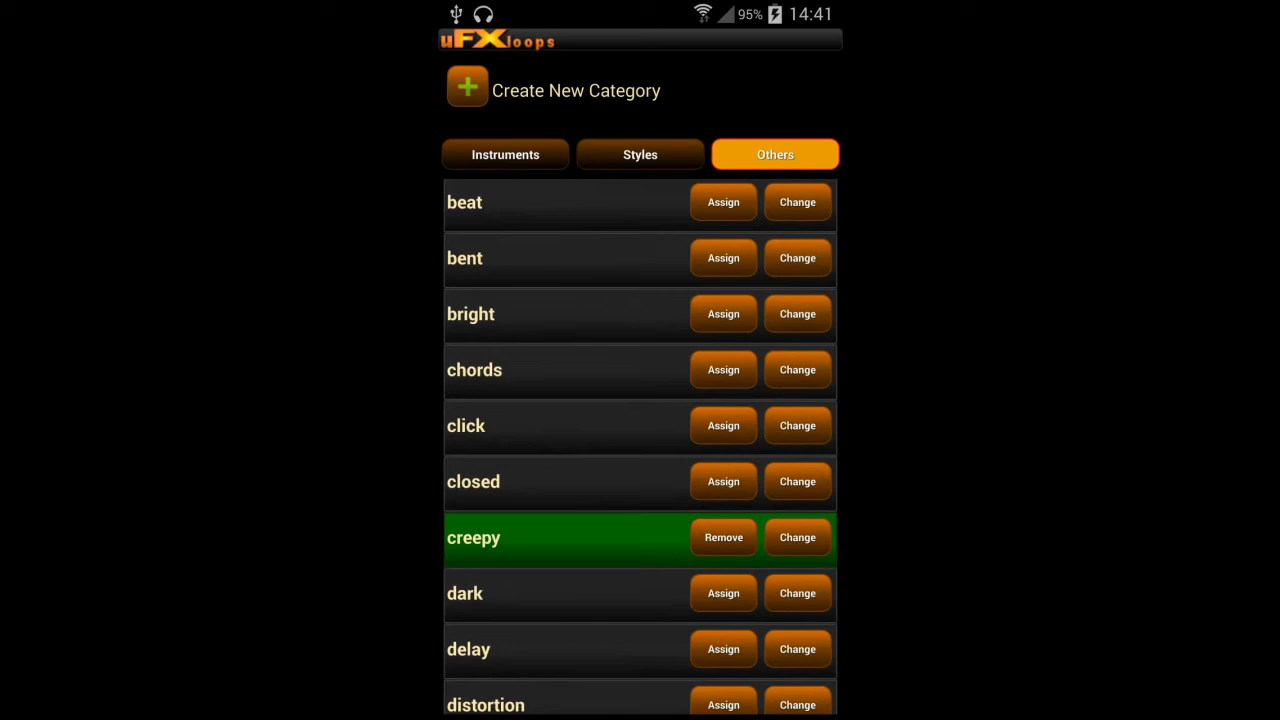 95% 14:41
uFXloops
Create New Category
Instruments Styles Others
beat Assign Change
bent Assign Change
bright Assign Change
chords Assign Change
click Assign Change
closed Assign Change
creepy Remove Change
dark Assign Change
delay Assign Change
distortion Assign Change